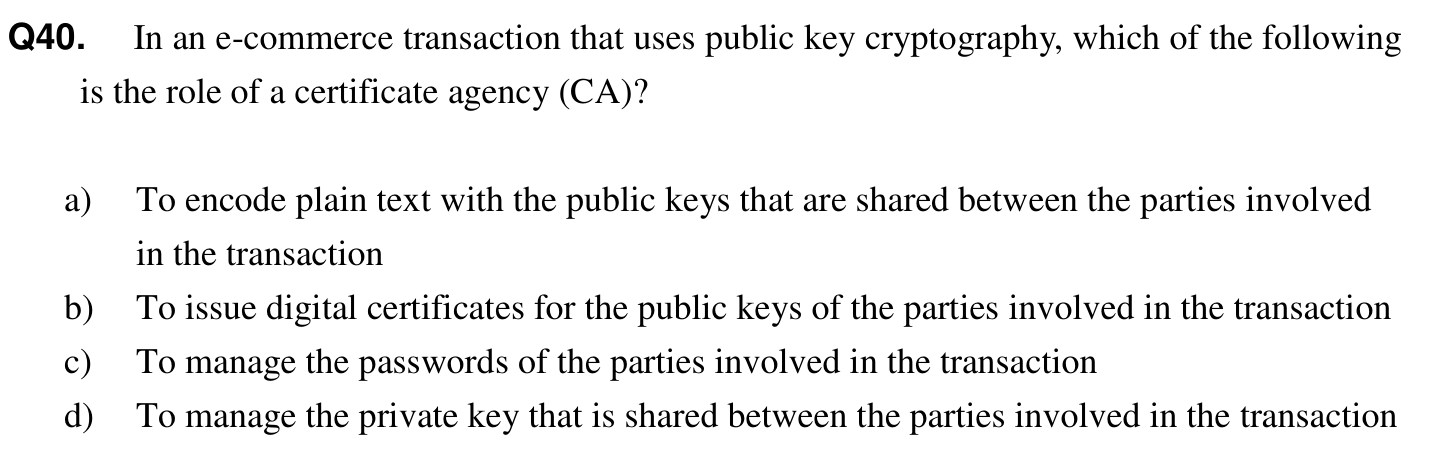 Q40. In an e-commerce transaction that uses public key cryptography, which of the following
is the role of a certificate agency (CA)?
a) To encode plain text with the public keys that are shared between the parties involved
in the transaction
b) To issue digital certificates for the public keys of the parties involved in the transaction
c) To manage the passwords of the parties involved in the transaction
d) To manage the private key that is shared between the parties involved in the transaction